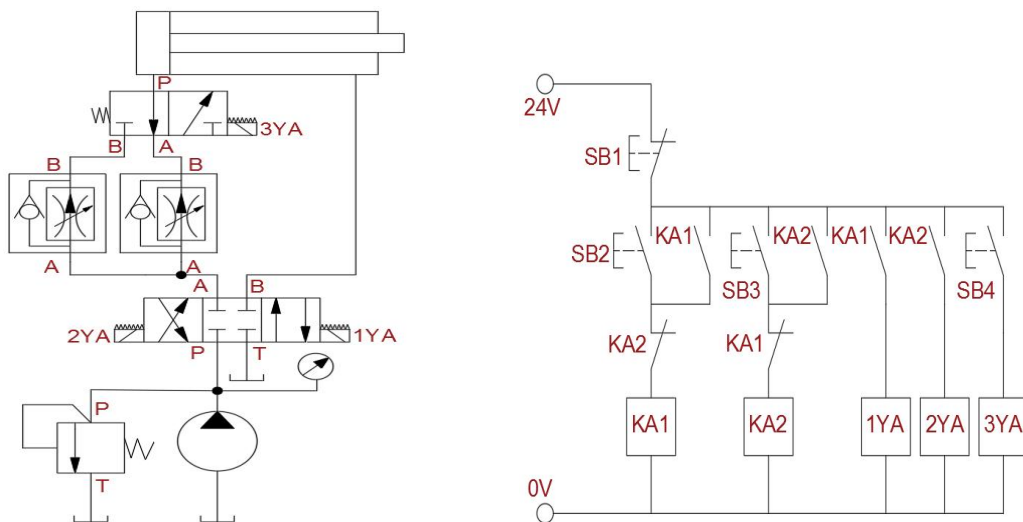 P
3YA
B A
B B
A A
A B
2YA 1YA
P T
P
T
24V
SB1
SB2 KA1 SB3 KA2 KA1 KA2 SB4
KA2 KA1
KA1 KA2 1YA 2YA 3YA
0V